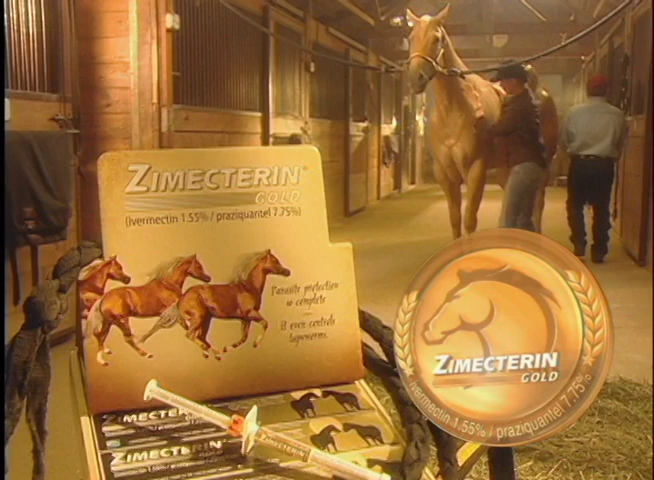 ZIMECTERIN®
GOLD
(ivermectin 1.55% / praziquantel 7.75%)
Parasite protection
so complete
It even controls
tapeworms.
ZIMECTERIN
ZIMECTERIN
ZIMECTERIN
ZIMECTERIN
GOLD
ivermectin 1.55% / praziquantel 7.75%